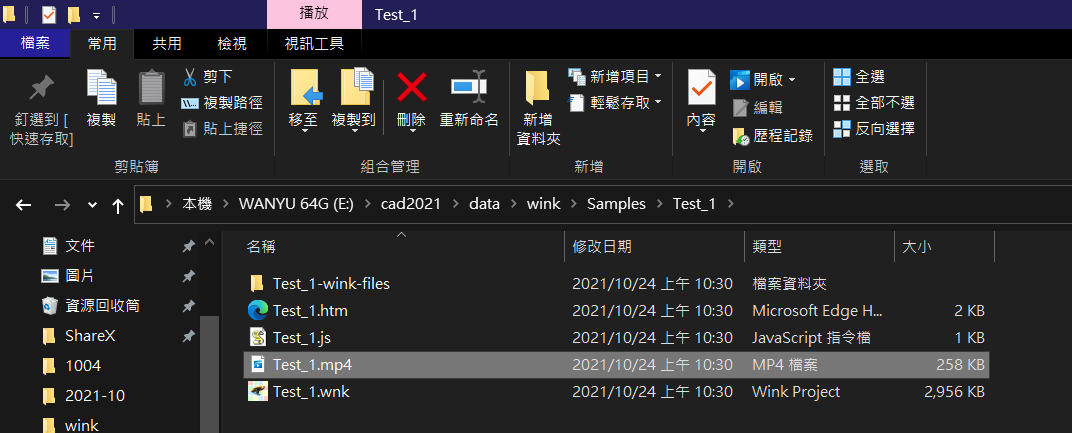 播放
Test_1
檔案
常用
共用
檢視
視訊工具
釘選到 [
快速存取]
複製
貼上
剪下
複製路徑
貼上捷徑
剪貼簿
移至
複製到
刪除
重新命名
組合管理
新增
資料夾
新增項目
輕鬆存取
新增
內容
開啟
編輯
歷程記錄
開啟
全選
全部不選
反向選擇
選取
本機 > WANYU 64G (E:) > cad2021 > data > wink > Samples > Test_1 >
文件
圖片
資源回收筒
ShareX
1004
2021-10
wink
名稱 修改日期 類型 大小
Test_1-wink-files 2021/10/24 上午 10:30 檔案資料夾
Test_1.htm 2021/10/24 上午 10:30 Microsoft Edge H... 2 KB
Test_1.js 2021/10/24 上午 10:30 JavaScript 指令檔 1 KB
Test_1.mp4 2021/10/24 上午 10:30 MP4 檔案 258 KB
Test_1.wnk 2021/10/24 上午 10:30 Wink Project 2,956 KB